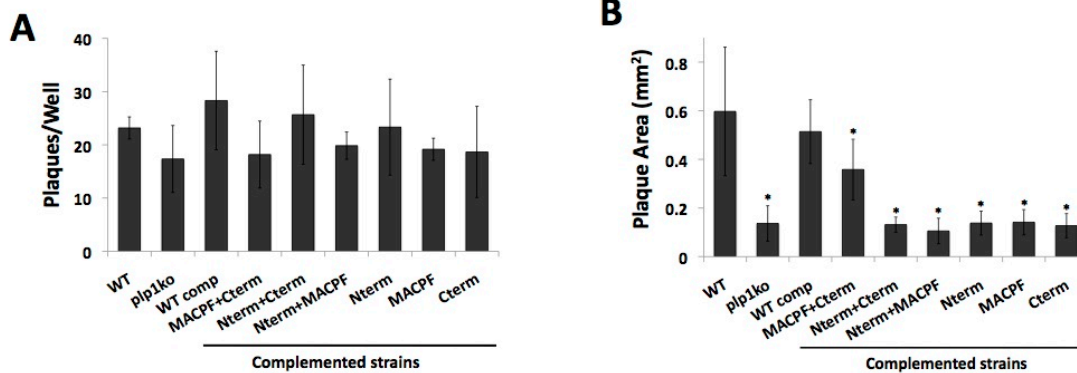 A
Plaques/Well
40
30
20
10
0
WT
plp1ko
WT comp
MACPF+Cterm
Nterm+Cterm
Nterm+MACPF
Nterm
MACPF
Cterm
Complemented strains
B
Plaque Area (mm²)
0.8
0.6
0.4
0.2
0
*
*
*
*
*
*
*
WT
plp1ko
WT comp
MACPF+Cterm
Nterm+Cterm
Nterm+MACPF
Nterm
MACPF
Cterm
Complemented strains